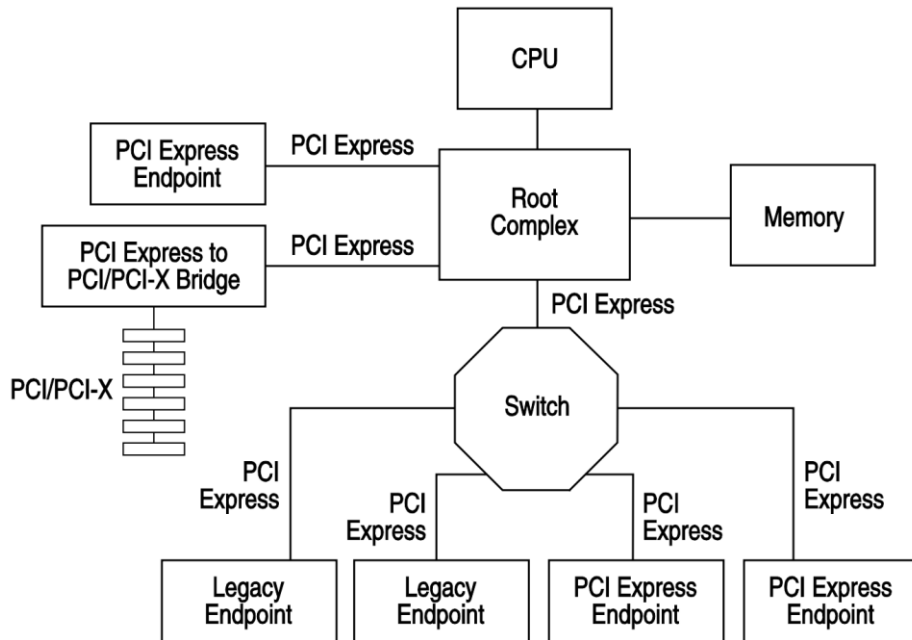 CPU
PCI Express
Endpoint
PCI Express
Root
Complex
Memory
PCI Express to
PCI/PCI-X Bridge
PCI Express
PCI Express
PCI/PCI-X
Switch
PCI
Express
PCI
Express
PCI
Express
PCI
Express
Legacy
Endpoint
Legacy
Endpoint
PCI Express
Endpoint
PCI Express
Endpoint